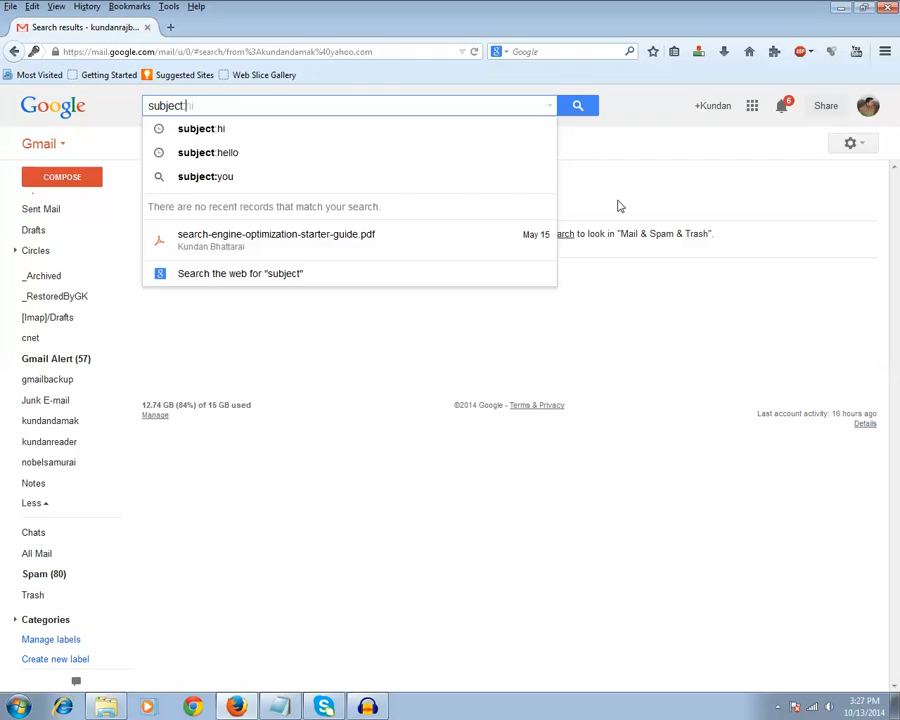 File Edit View History Bookmarks Tools Help
Search results - kundanrajb...
https://mail.google.com/mail/u/0/#search/from%3Akundandamak%40yahoo.com
Google
Most Visited Getting Started Suggested Sites Web Slice Gallery
Google
subject:hi
+Kundan
6
Share
subject:hi
subject:hello
subject:you
There are no recent records that match your search.
search-engine-optimization-starter-guide.pdf
May 15
Kundan Bhattarai
Search the web for "subject"
Gmail
COMPOSE
Sent Mail
Drafts
Circles
_Archived
_RestoredByGK
[Imap]/Drafts
cnet
Gmail Alert (57)
gmailbackup
Junk E-mail
kundandamak
kundanreader
nobelsamurai
Notes
Less
Chats
All Mail
Spam (80)
Trash
Categories
Manage labels
Create new label
arch to look in "Mail & Spam & Trash".
12.74 GB (84%) of 15 GB used
Manage
©2014 Google - Terms & Privacy
Last account activity: 16 hours ago
Details
3:27 PM
10/13/2014